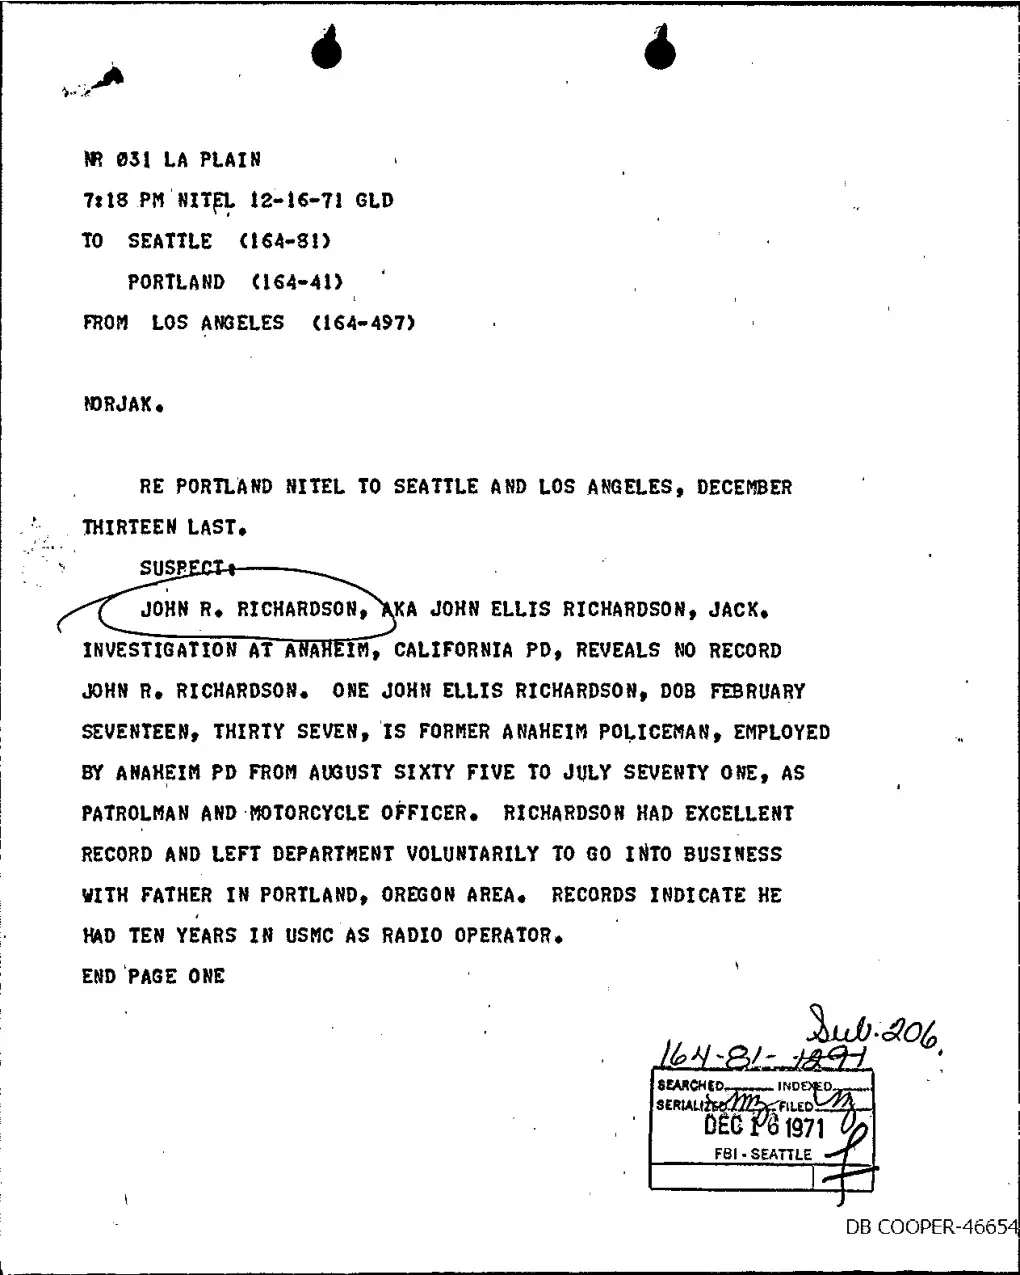 NR 031 LA PLAIN
7:18 PM NITEL 12-16-71 GLD
TO SEATTLE (164-81)
PORTLAND (164-41)
FROM LOS ANGELES (164-497)
NORJAK.
RE PORTLAND NITEL TO SEATTLE AND LOS ANGELES, DECEMBER
THIRTEEN LAST.
SUSPECT:
JOHN R. RICHARDSON, AKA JOHN ELLIS RICHARDSON, JACK.
INVESTIGATION AT ANAHEIM, CALIFORNIA PD, REVEALS NO RECORD
JOHN R. RICHARDSON. ONE JOHN ELLIS RICHARDSON, DOB FEBRUARY
SEVENTEEN, THIRTY SEVEN, IS FORMER ANAHEIM POLICEMAN, EMPLOYED
BY ANAHEIM PD FROM AUGUST SIXTY FIVE TO JULY SEVENTY ONE, AS
PATROLMAN AND MOTORCYCLE OFFICER. RICHARDSON HAD EXCELLENT
RECORD AND LEFT DEPARTMENT VOLUNTARILY TO GO INTO BUSINESS
WITH FATHER IN PORTLAND, OREGON AREA. RECORDS INDICATE HE
HAD TEN YEARS IN USMC AS RADIO OPERATOR.
END PAGE ONE
Sub. 206
164-81-
SEARCHED INDEXED
SERIALIZED FILED
DEC 16 1971
FBI - SEATTLE
DB COOPER-46654